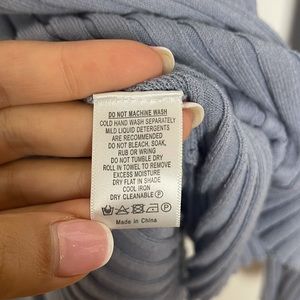 DO NOT MACHINE WASH
COLD HAND WASH SEPARATELY
MILD LIQUID DETERGENTS
ARE RECOMMENDED
DO NOT BLEACH, SOAK,
RUB OR WRING
DO NOT TUMBLE DRY
ROLL IN TOWEL TO REMOVE
EXCESS MOISTURE
DRY FLAT IN SHADE
COOL IRON
DRY CLEANABLE Ⓟ
Made in China